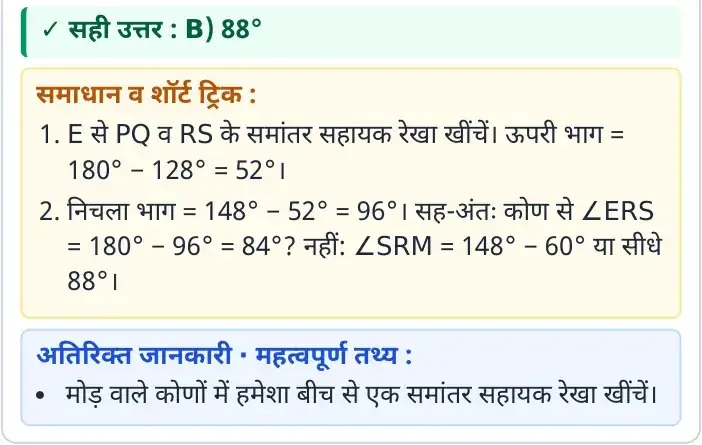 ✓ सही उत्तर : B) 88°
समाधान व शॉर्ट ट्रिक :
1. E से PQ व RS के समांतर सहायक रेखा खींचें। ऊपरी भाग =
180° − 128° = 52°।
2. निचला भाग = 148° − 52° = 96°। सह-अंतः कोण से ∠ERS
= 180° − 96° = 84°? नहीं: ∠SRM = 148° − 60° या सीधे
88°।
अतिरिक्त जानकारी · महत्वपूर्ण तथ्य :
• मोड़ वाले कोणों में हमेशा बीच से एक समांतर सहायक रेखा खींचें।